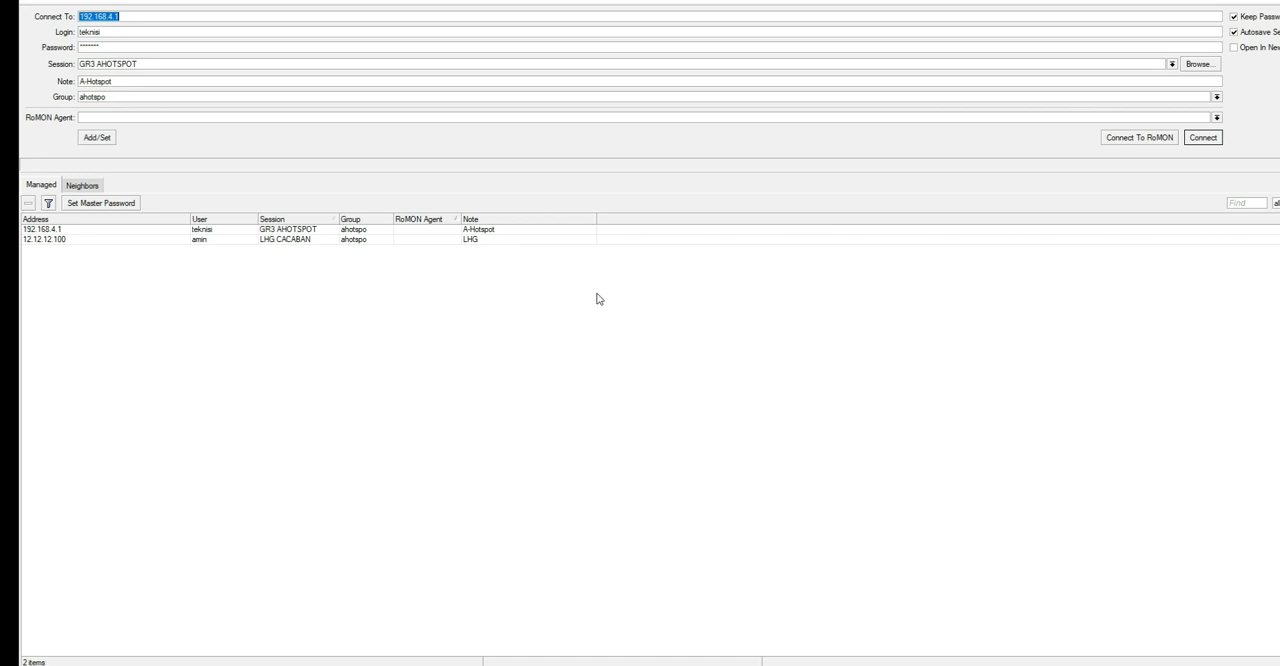 Connect To: 192.168.4.1 Keep Passw
Login: teknisi Autosave Se
Password: ******* Open In New
Session: GR3 AHOTSPOT Browse...
Note: A-Hotspot
Group: ahotspo
RoMON Agent:
Add/Set Connect To RoMON Connect
Managed Neighbors
Set Master Password Find al
Address User Session Group RoMON Agent Note
192.168.4.1 teknisi GR3 AHOTSPOT ahotspo A-Hotspot
12.12.12.100 amin LHG CACABAN ahotspo LHG
2 items